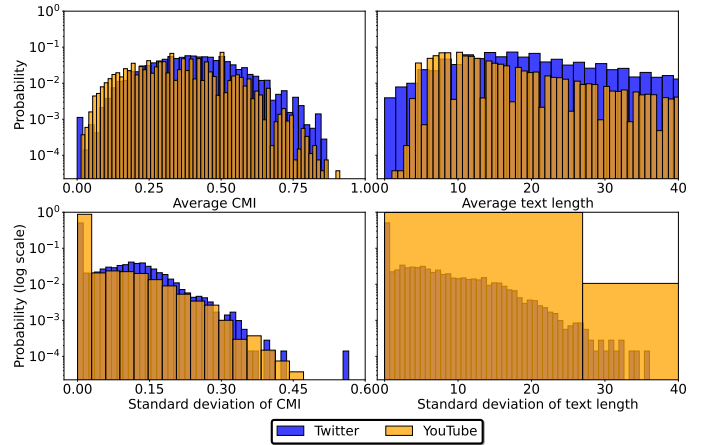 10^0
10^−1
10^−2
10^−3
10^−4
Probability
0.00 0.25 0.50 0.75 1.00
Average CMI
0 10 20 30 40
Average text length
10^0
10^−1
10^−2
10^−3
10^−4
Probability (log scale)
0.00 0.15 0.30 0.45 0.60
Standard deviation of CMI
0 10 20 30 40
Standard deviation of text length
Twitter YouTube